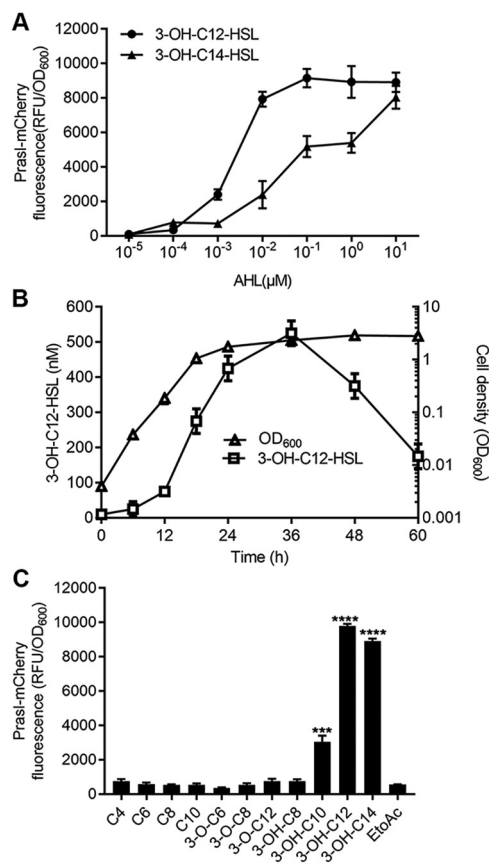 A
3-OH-C12-HSL
3-OH-C14-HSL
PrasI-mCherry
fluorescence(RFU/OD600)
12000
10000
8000
6000
4000
2000
0
10-5 10-4 10-3 10-2 10-1 100 101
AHL(μM)
B
3-OH-C12-HSL (nM)
600
500
400
300
200
100
0
OD600
3-OH-C12-HSL
10
1
0.1
0.01
0.001
Cell density (OD600)
0 12 24 36 48 60
Time (h)
C
PrasI-mCherry
fluorescence (RFU/OD600)
12000
10000
8000
6000
4000
2000
0
*** **** ****
C4 C6 C8 C10 3-O-C6 3-O-C8 3-O-C12 3-OH-C8 3-OH-C10 3-OH-C12 3-OH-C14 EtoAc